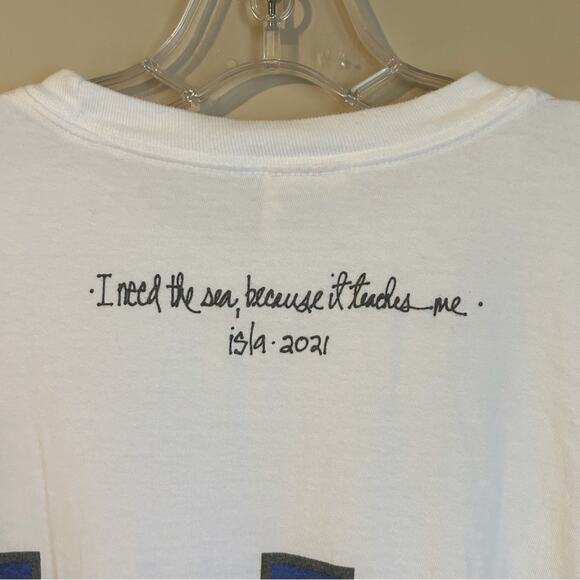 · I need the sea, because it teaches me ·
isla · 2021